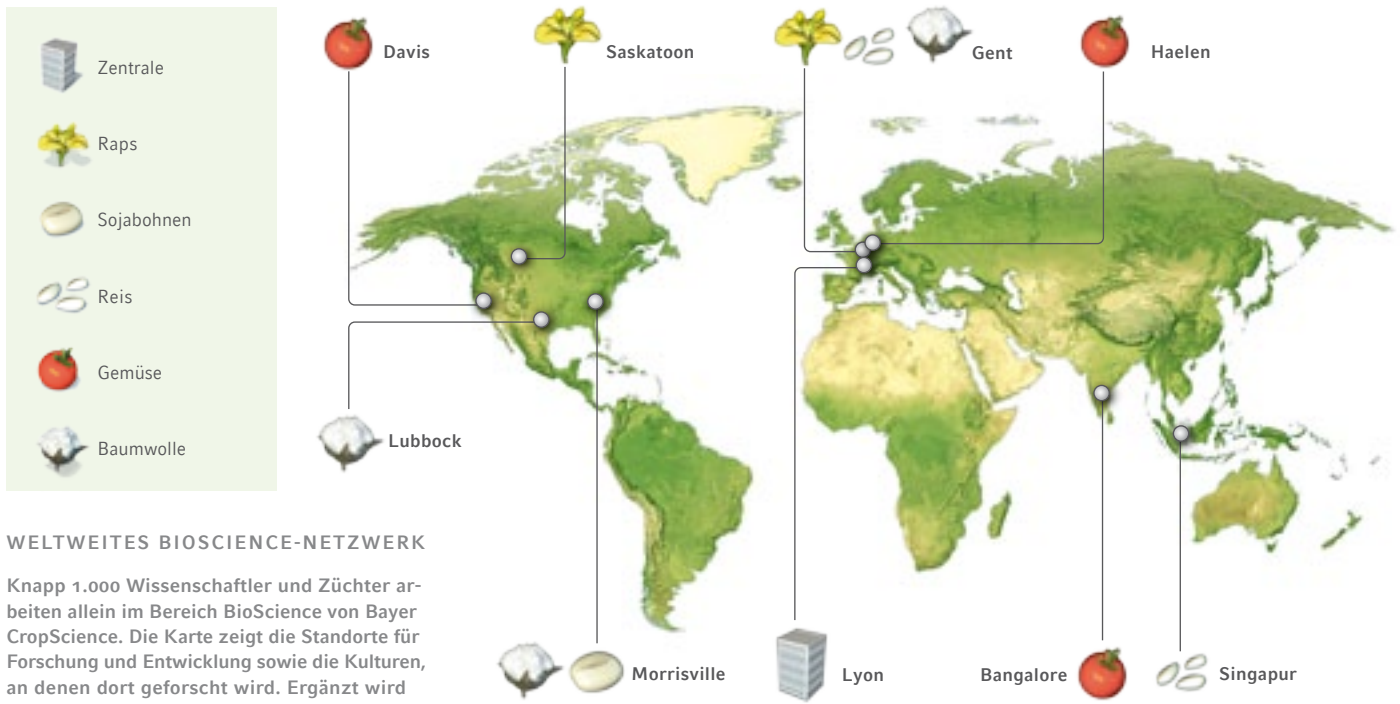 Zentrale
Raps
Sojabohnen
Reis
Gemüse
Baumwolle
Davis
Saskatoon
Gent
Haelen
Lubbock
Morrisville
Lyon
Bangalore
Singapur
WELTWEITES BIOSCIENCE-NETZWERK
Knapp 1.000 Wissenschaftler und Züchter ar-
beiten allein im Bereich BioScience von Bayer
CropScience. Die Karte zeigt die Standorte für
Forschung und Entwicklung sowie die Kulturen,
an denen dort geforscht wird. Ergänzt wird